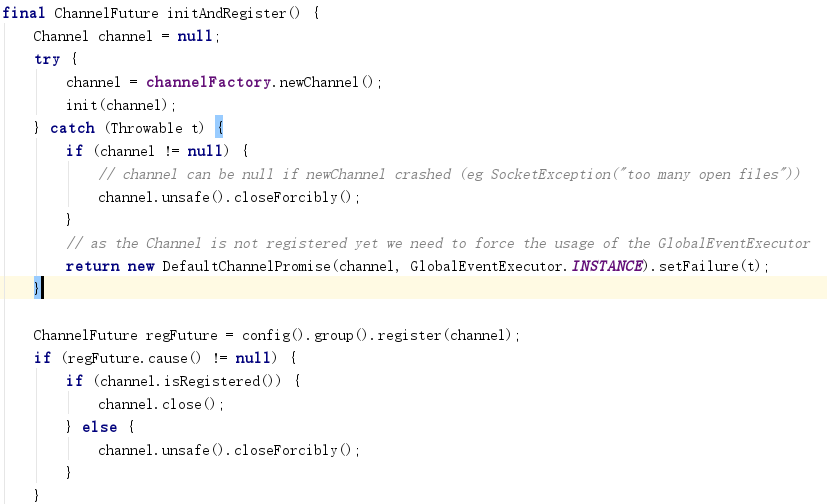 final ChannelFuture initAndRegister() {
    Channel channel = null;
    try {
        channel = channelFactory.newChannel();
        init(channel);
    } catch (Throwable t) {
        if (channel != null) {
            // channel can be null if newChannel crashed (eg SocketException("too many open files"))
            channel.unsafe().closeForcibly();
        }
        // as the Channel is not registered yet we need to force the usage of the GlobalEventExecutor
        return new DefaultChannelPromise(channel, GlobalEventExecutor.INSTANCE).setFailure(t);
    }

    ChannelFuture regFuture = config().group().register(channel);
    if (regFuture.cause() != null) {
        if (channel.isRegistered()) {
            channel.close();
        } else {
            channel.unsafe().closeForcibly();
        }
    }